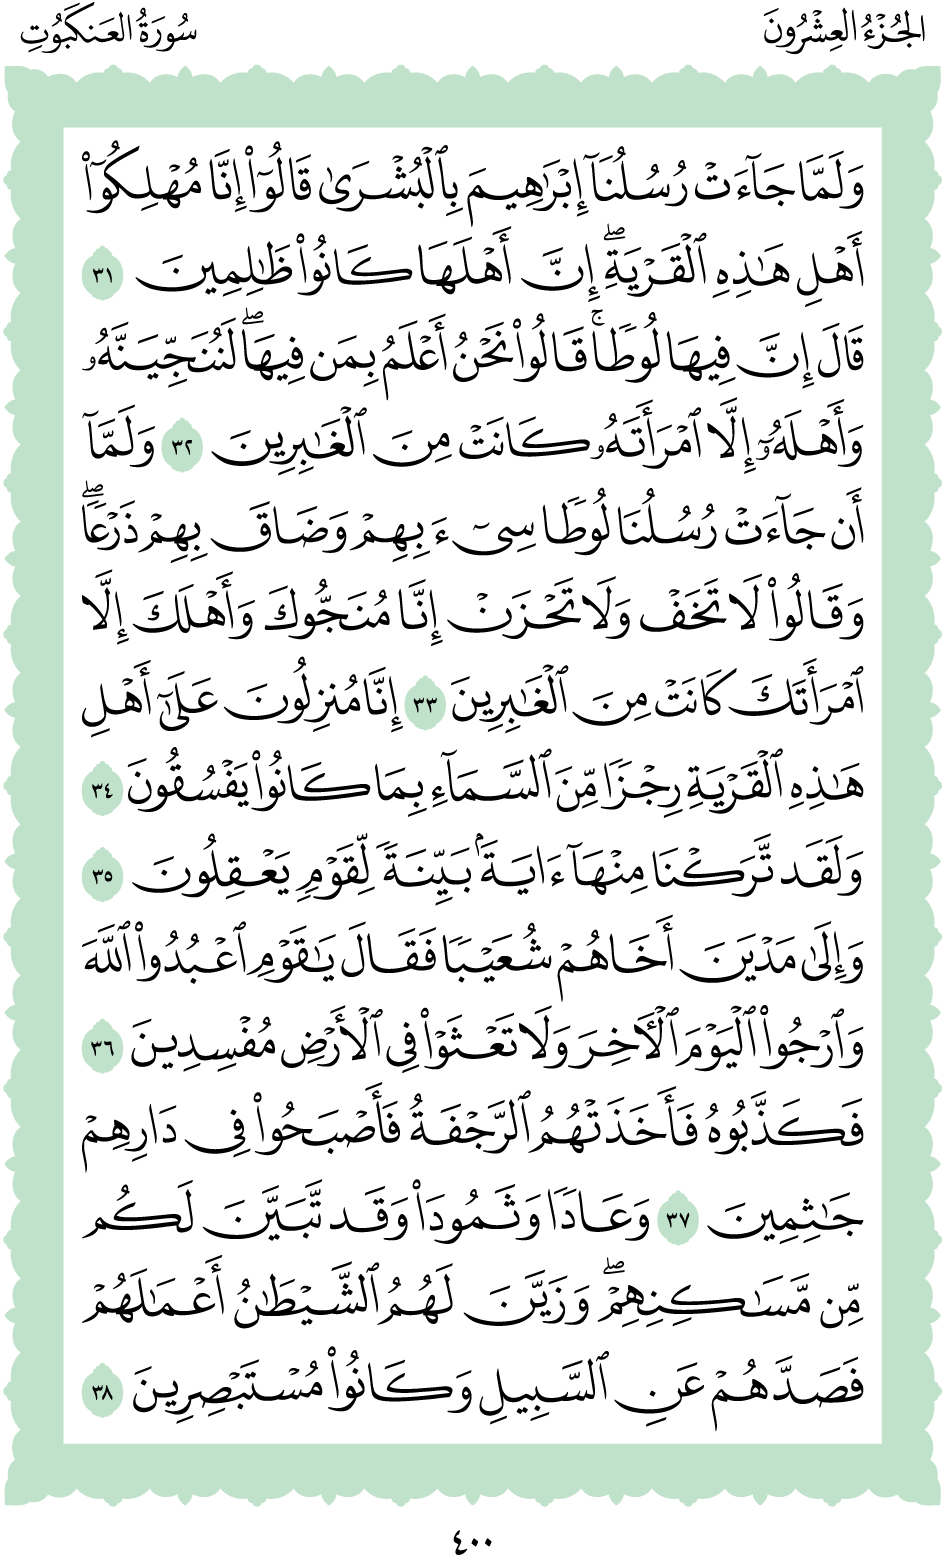 الجُزْءُ العِشْرُونَ
سُورَةُ العَنكَبُوتِ
وَلَمَّا جَآءَتْ رُسُلُنَآ إِبْرَٰهِيمَ بِٱلْبُشْرَىٰ قَالُوٓا۟ إِنَّا مُهْلِكُوٓا۟
أَهْلِ هَـٰذِهِ ٱلْقَرْيَةِ ۖ إِنَّ أَهْلَهَا كَانُوا۟ ظَـٰلِمِينَ ٣١
قَالَ إِنَّ فِيهَا لُوطًا ۚ قَالُوا۟ نَحْنُ أَعْلَمُ بِمَن فِيهَا ۖ لَنُنَجِّيَنَّهُۥ
وَأَهْلَهُۥٓ إِلَّا ٱمْرَأَتَهُۥ كَانَتْ مِنَ ٱلْغَـٰبِرِينَ ٣٢ وَلَمَّآ
أَن جَآءَتْ رُسُلُنَا لُوطًا سِىٓءَ بِهِمْ وَضَاقَ بِهِمْ ذَرْعًا ۖ
وَقَالُوا۟ لَا تَخَفْ وَلَا تَحْزَنْ إِنَّا مُنَجُّوكَ وَأَهْلَكَ إِلَّا
ٱمْرَأَتَكَ كَانَتْ مِنَ ٱلْغَـٰبِرِينَ ٣٣ إِنَّا مُنزِلُونَ عَلَىٰٓ أَهْلِ
هَـٰذِهِ ٱلْقَرْيَةِ رِجْزًا مِّنَ ٱلسَّمَآءِ بِمَا كَانُوا۟ يَفْسُقُونَ ٣٤
وَلَقَد تَّرَكْنَا مِنْهَآ ءَايَةًۢ بَيِّنَةً لِّقَوْمٍ يَعْقِلُونَ ٣٥
وَإِلَىٰ مَدْيَنَ أَخَاهُمْ شُعَيْبًا فَقَالَ يَـٰقَوْمِ ٱعْبُدُوا۟ ٱللَّهَ
وَٱرْجُوا۟ ٱلْيَوْمَ ٱلْـَٔاخِرَ وَلَا تَعْثَوْا۟ فِى ٱلْأَرْضِ مُفْسِدِينَ ٣٦
فَكَذَّبُوهُ فَأَخَذَتْهُمُ ٱلرَّجْفَةُ فَأَصْبَحُوا۟ فِى دَارِهِمْ
جَـٰثِمِينَ ٣٧ وَعَادًا وَثَمُودَا۟ وَقَد تَّبَيَّنَ لَكُم
مِّن مَّسَـٰكِنِهِمْ ۖ وَزَيَّنَ لَهُمُ ٱلشَّيْطَـٰنُ أَعْمَـٰلَهُمْ
فَصَدَّهُمْ عَنِ ٱلسَّبِيلِ وَكَانُوا۟ مُسْتَبْصِرِينَ ٣٨
٤٠٠